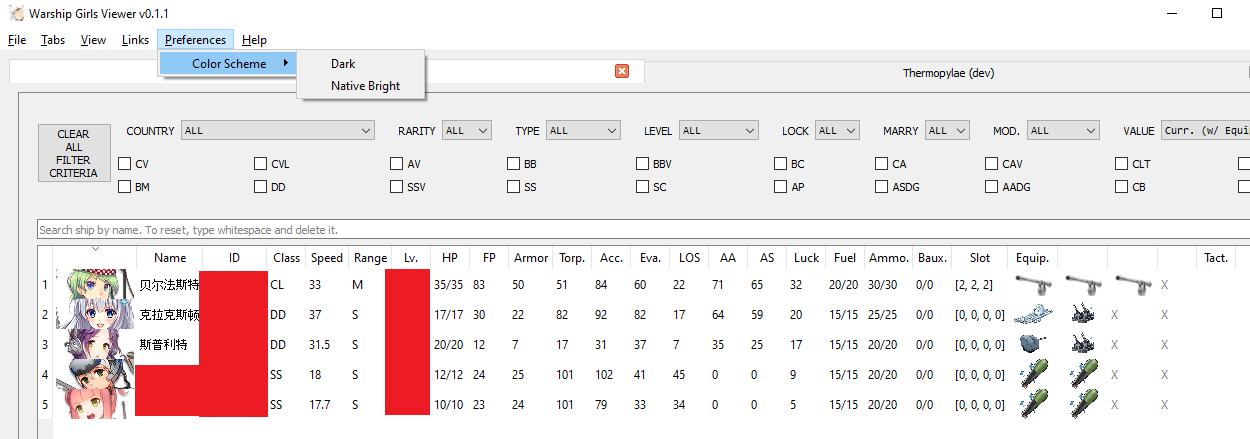 Warship Girls Viewer v0.1.1
File Tabs View Links Preferences Help
Color Scheme
Dark
Native Bright
Thermopylae (dev)
CLEAR ALL FILTER CRITERIA
COUNTRY ALL RARITY ALL TYPE ALL LEVEL ALL LOCK ALL MARRY ALL MOD. ALL VALUE Curr. (w/ Equi
CV CVL AV BB BBV BC CA CAV CLT
BM DD SSV SS SC AP ASDG AADG CB
Search ship by name. To reset, type whitespace and delete it.
Name ID Class Speed Range Lv. HP FP Armor Torp. Acc. Eva. LOS AA AS Luck Fuel Ammo. Baux. Slot Equip. Tact.
1 贝尔法斯特 CL 33 M 35/35 83 50 51 84 60 22 71 65 32 20/20 30/30 0/0 [2, 2, 2] X
2 克拉克斯顿 DD 37 S 17/17 30 22 82 92 82 17 64 59 20 15/15 25/25 0/0 [0, 0, 0, 0] X X
3 斯普利特 DD 31.5 S 20/20 12 7 17 31 37 7 35 25 17 15/15 20/20 0/0 [0, 0, 0, 0] X X
4 SS 18 S 12/12 24 25 101 102 41 45 0 0 9 15/15 20/20 0/0 [0, 0, 0, 0] X X
5 SS 17.7 S 10/10 23 24 101 79 33 34 0 0 5 15/15 20/20 0/0 [0, 0, 0, 0] X X